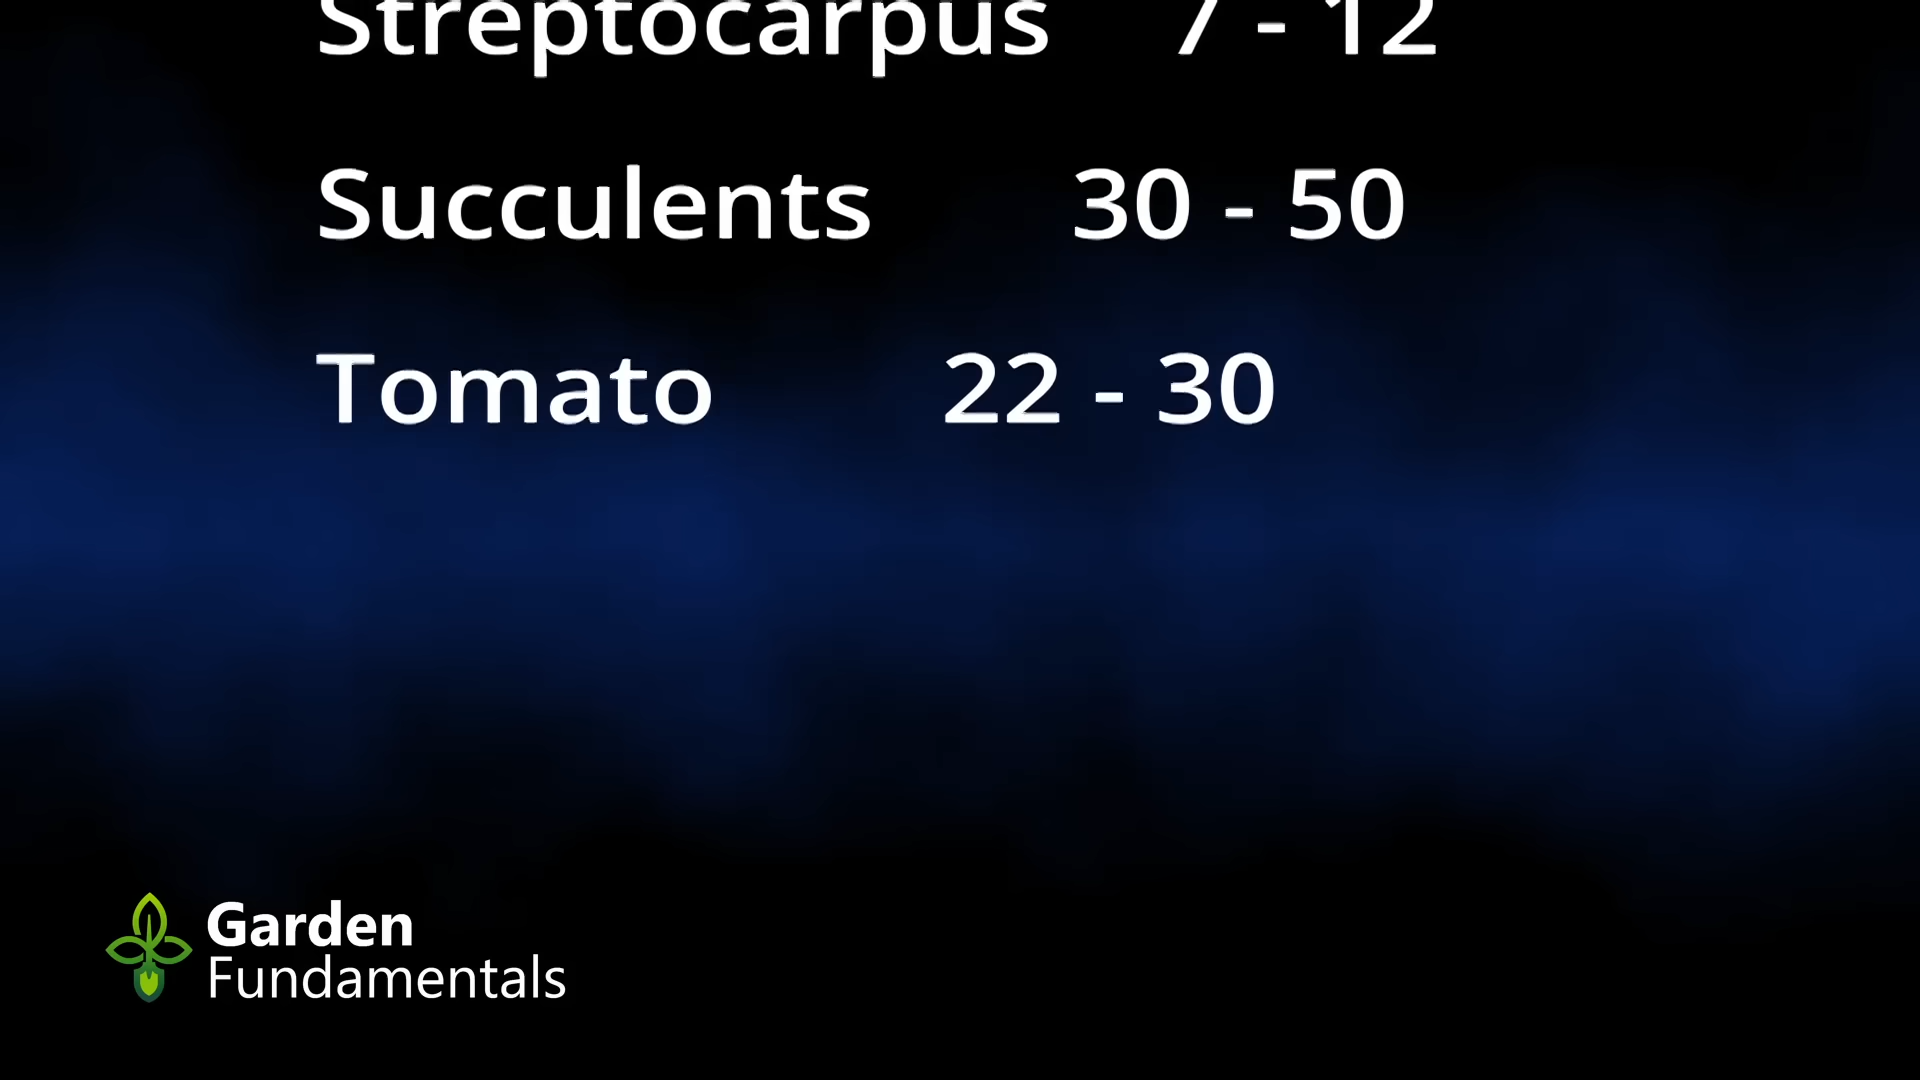 Streptocarpus 7 - 12
Succulents 30 - 50
Tomato 22 - 30
Garden
Fundamentals